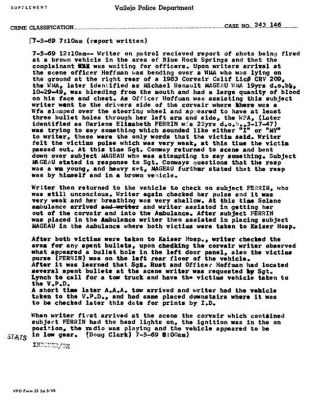 SUPPLEMENT
Vallejo Police Department
CRIME CLASSIFICATION
CASE NO. 243 146
7-5-69 7:10am (report written)
7-5-69 12:10am-- Writer on patrol recieved report of shots being fired
at a brown vehicle in the area of Blue Rock Springs and that the
complainant was waiting for officers. Upon writers arrival at
the scene officer Hoffman was bending over a WMA who was lying on
the ground at the right rear of a 1963 Corvair Calif Lic# CRV 209,
the WMA, later identified as Michael Renault MAGEAU WMA 19yrs d.o.b.
10-29-49, was bleeding from the mouth and had a large quanity of blood
on his face and chest. As Officer Hoffman was assisting this subject
writer went to the drivers side of the corvair where there was a
WFA slumped over the steering wheel and appeared to have at least
three bullet holes through her left arm and side, the WFA, (later
identified as Darlene Elizabeth FERRIN WFA 22yrs d.o.b. 3-17-47)
was trying to say something which sounded like either "I" or "MY"
to writer, these were the only words that the victim said. Writer
felt the victims pulse which was very weak, at this time the victim
passed out. At this time Sgt. Conway returned to scene and bent
down over subject MAGEAU who was attempting to say something. Subject
MAGEAU stated in response to Sgt. Conways questions that the resp
was a wm young, and heavy set, MAGEAU further stated that the resp
was by himself and in a brown vehicle.
Writer then returned to the vehicle to check on subject FERRIN, who
was still unconcious. Writer again checked her pulse and it was
very weak and her breathing was very shallow. At this time Solano
ambulance arrived and writer assisted in getting her
out of the corvair and into the Ambulance. After subject FERRIN
was placed in the Ambulance writer then assisted in placing subject
MAGEAU in the Ambulance where both victims were taken to Kaiser Hosp.
After both victims were taken to Kaiser Hosp., writer checked the
area for any spent bullets, upon checking the corvair writer observed
what appeared a bullet hole in the panel, also the victims
purse (FERRIN) was on the left rear floor of the vehicle.
After it was learned that Sgt. Rust and Officer Hoffman had located
several spent bullets at the scene writer was requested by Sgt.
Lynch to call for a tow truck and have the victims vehicle taken to
the V.P.D.
A short time later A.A.A. tow arrived and writer had the vehicle
taken to the V.P.D., and had same placed downstairs where it was
to be checked later this date for prints by I.D.
When writer first arrived at the scene the corvair which contained
subject FERRIN had the head lights on, the ignition was in the on
position, the radio was playing and the vehicle appeared to be
in low gear. (Doug Clark) 7-5-69 8:00am)
STATS